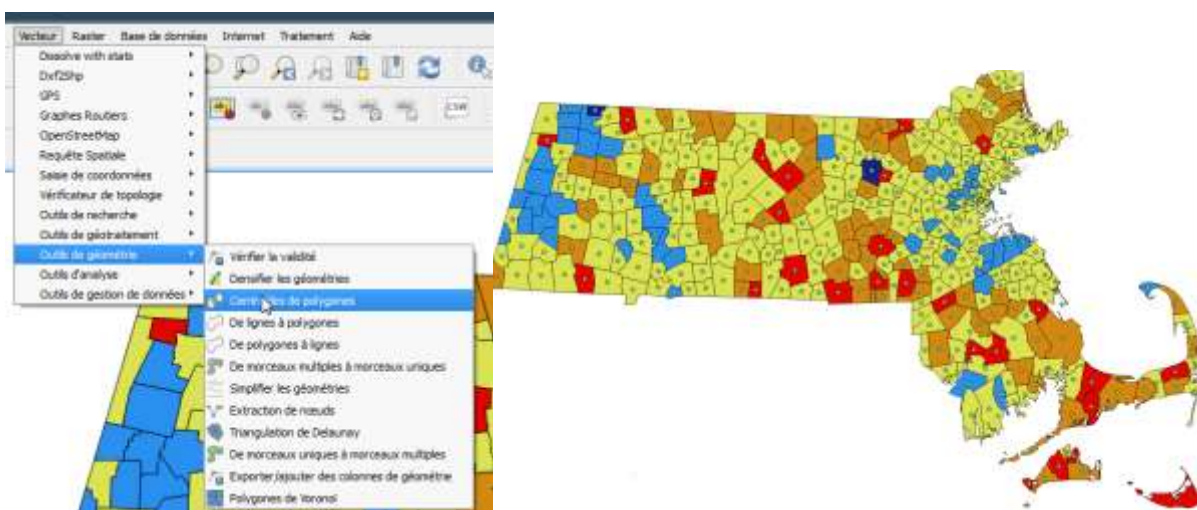 Vecteur Raster Base de données Internet Traitement Aide
Dissolve with stats
Dxf2Shp
GPS
Graphes Routiers
OpenStreetMap
Requête Spatiale
Saisie de coordonnées
Vérificateur de topologie
Outils de recherche
Outils de géotraitement
Outils de géométrie
Outils d'analyse
Outils de gestion de données
CSW
Vérifier la validité
Densifier les géométries
Centroïdes de polygones
De lignes à polygones
De polygones à lignes
De morceaux multiples à morceaux uniques
Simplifier les géométries
Extraction de nœuds
Triangulation de Delaunay
De morceaux uniques à morceaux multiples
Exporter/ajouter des colonnes de géométrie
Polygones de Voronoï